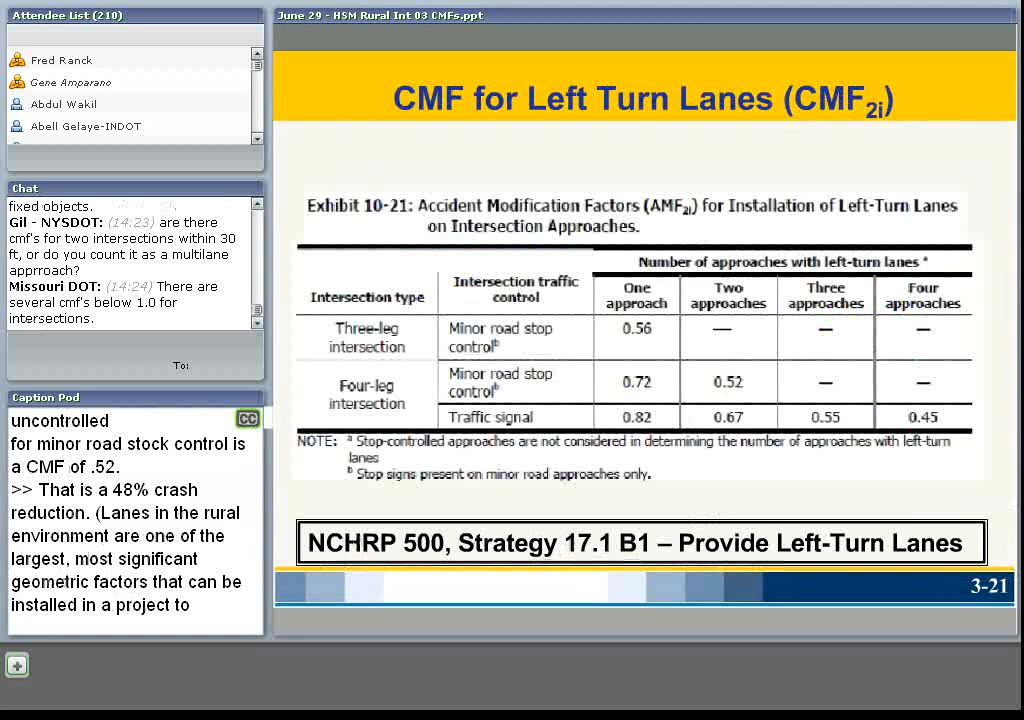 Attendee List (210)
Fred Ranck
Gene Amparano
Abdul Wakil
Abell Gelaye-INDOT
Chat
fixed objects.
Gil - NYSDOT: (14:23) are there
cmf's for two intersections within 30
ft, or do you count it as a multilane
apprroach?
Missouri DOT: (14:24) There are
several cmf's below 1.0 for
intersections.
To:
Caption Pod
uncontrolled
for minor road stock control is
a CMF of .52.
>> That is a 48% crash
reduction. (Lanes in the rural
environment are one of the
largest, most significant
geometric factors that can be
installed in a project to
CC
June 29 - HSM Rural Int 03 CMFs.ppt
CMF for Left Turn Lanes (CMF2i)
Exhibit 10-21: Accident Modification Factors (AMF2i) for Installation of Left-Turn Lanes
on Intersection Approaches.
Number of approaches with left-turn lanes a
Intersection type Intersection traffic control One approach Two approaches Three approaches Four approaches
Three-leg intersection Minor road stop control b 0.56 — — —
Four-leg intersection Minor road stop control b 0.72 0.52 — —
Traffic signal 0.82 0.67 0.55 0.45
NOTE: a Stop-controlled approaches are not considered in determining the number of approaches with left-turn
lanes
b Stop signs present on minor road approaches only.
NCHRP 500, Strategy 17.1 B1 – Provide Left-Turn Lanes
3-21